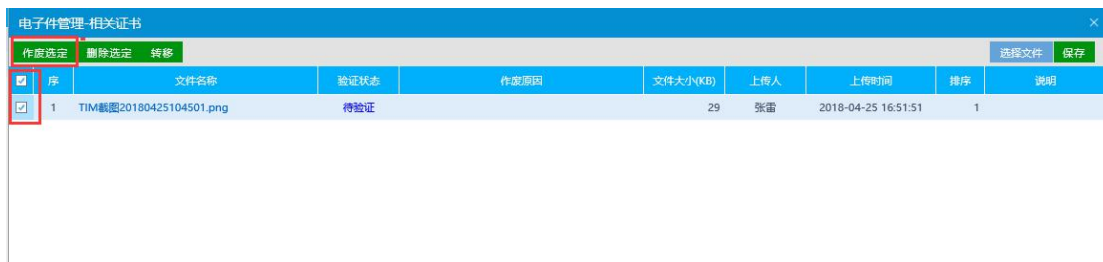 电子件管理-相关证书 ×
作废选定 删除选定 转移 选择文件 保存
序 文件名称 验证状态 作废原因 文件大小(KB) 上传人 上传时间 排序 说明
1 TIM截图20180425104501.png 待验证 29 张雷 2018-04-25 16:51:51 1